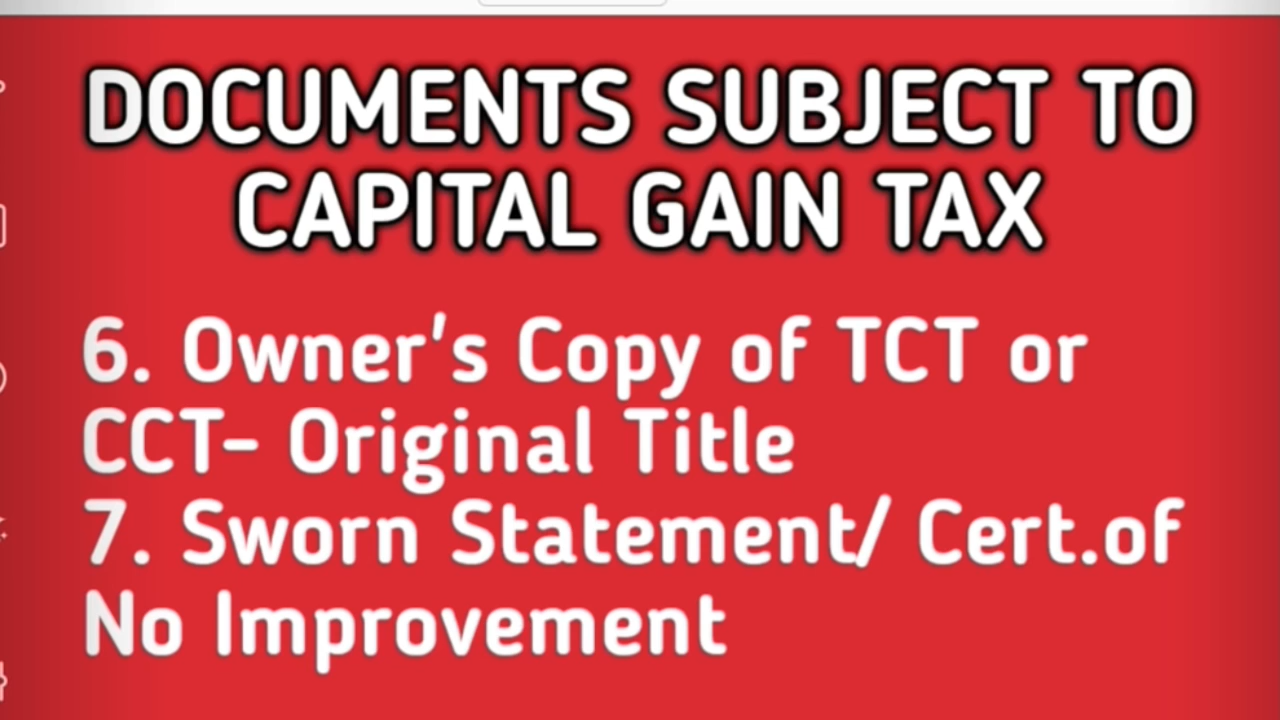 DOCUMENTS SUBJECT TO
CAPITAL GAIN TAX
6. Owner's Copy of TCT or
CCT- Original Title
7. Sworn Statement/ Cert.of
No Improvement